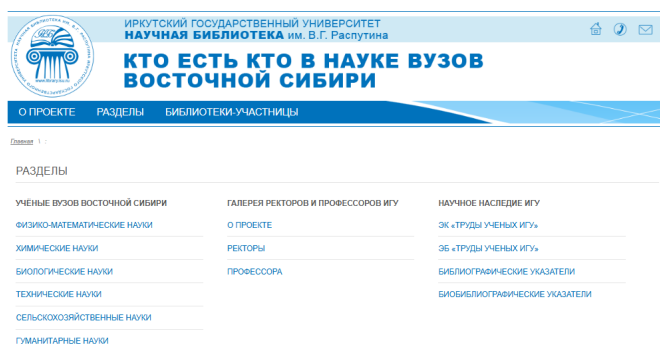 ИРКУТСКИЙ ГОСУДАРСТВЕННЫЙ УНИВЕРСИТЕТ
НАУЧНАЯ БИБЛИОТЕКА им. В.Г. Распутина
КТО ЕСТЬ КТО В НАУКЕ ВУЗОВ
ВОСТОЧНОЙ СИБИРИ
О ПРОЕКТЕ РАЗДЕЛЫ БИБЛИОТЕКИ-УЧАСТНИЦЫ
Главная
РАЗДЕЛЫ
УЧЁНЫЕ ВУЗОВ ВОСТОЧНОЙ СИБИРИ
ФИЗИКО-МАТЕМАТИЧЕСКИЕ НАУКИ
ХИМИЧЕСКИЕ НАУКИ
БИОЛОГИЧЕСКИЕ НАУКИ
ТЕХНИЧЕСКИЕ НАУКИ
СЕЛЬСКОХОЗЯЙСТВЕННЫЕ НАУКИ
ГУМАНИТАРНЫЕ НАУКИ
ГАЛЕРЕЯ РЕКТОРОВ И ПРОФЕССОРОВ ИГУ
О ПРОЕКТЕ
РЕКТОРЫ
ПРОФЕССОРА
НАУЧНОЕ НАСЛЕДИЕ ИГУ
ЭК «ТРУДЫ УЧЕНЫХ ИГУ»
ЭБ «ТРУДЫ УЧЕНЫХ ИГУ»
БИБЛИОГРАФИЧЕСКИЕ УКАЗАТЕЛИ
БИОБИБЛИОГРАФИЧЕСКИЕ УКАЗАТЕЛИ